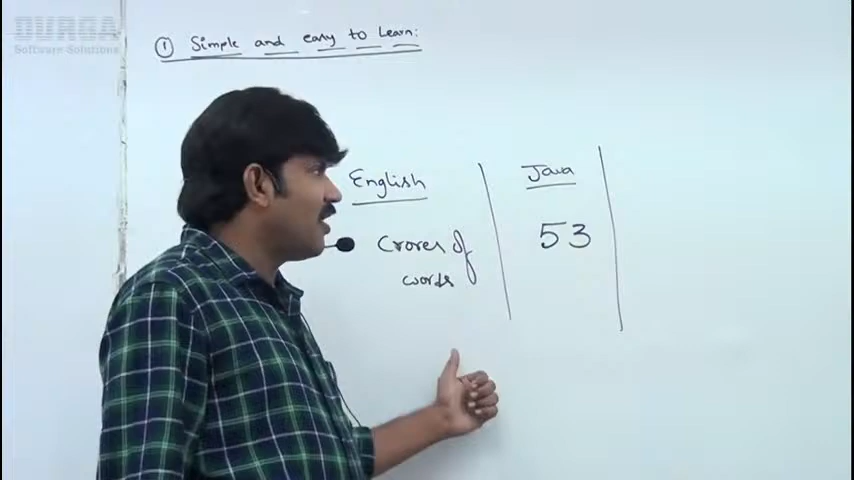 DURGA
Software Solutions
① Simple and easy to Learn:
English
Java
Crores of
53
words